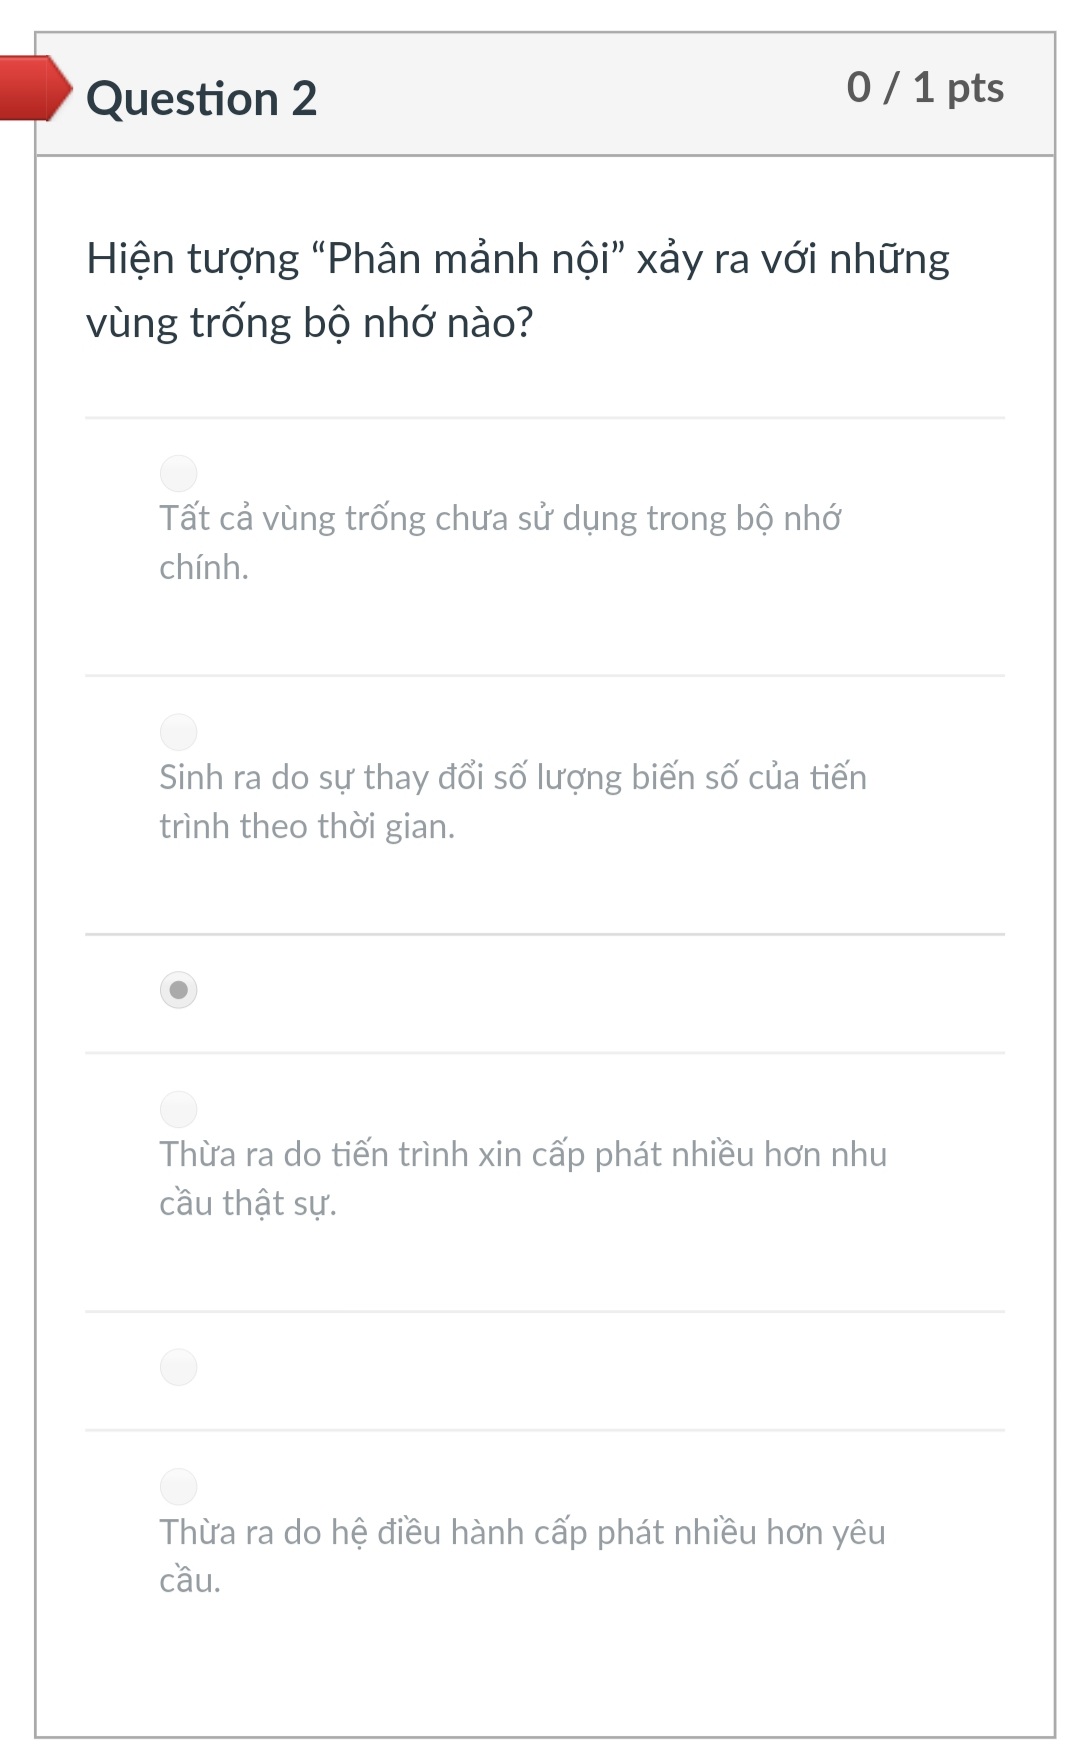 Question 2
0 / 1 pts
Hiện tượng “Phân mảnh nội” xảy ra với những
vùng trống bộ nhớ nào?
Tất cả vùng trống chưa sử dụng trong bộ nhớ
chính.
Sinh ra do sự thay đổi số lượng biến số của tiến
trình theo thời gian.
Thừa ra do tiến trình xin cấp phát nhiều hơn nhu
cầu thật sự.
Thừa ra do hệ điều hành cấp phát nhiều hơn yêu
cầu.